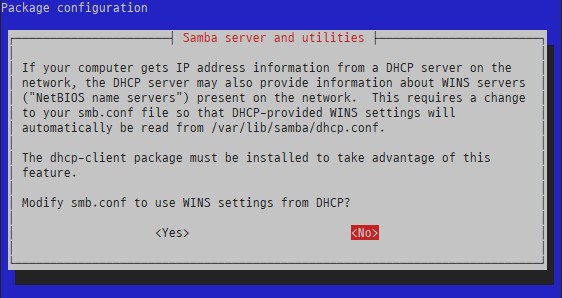 Package configuration
Samba server and utilities
If your computer gets IP address information from a DHCP server on the
network, the DHCP server may also provide information about WINS servers
("NetBIOS name servers") present on the network.  This requires a change
to your smb.conf file so that DHCP-provided WINS settings will
automatically be read from /var/lib/samba/dhcp.conf.
The dhcp-client package must be installed to take advantage of this
feature.
Modify smb.conf to use WINS settings from DHCP?
<Yes> <No>